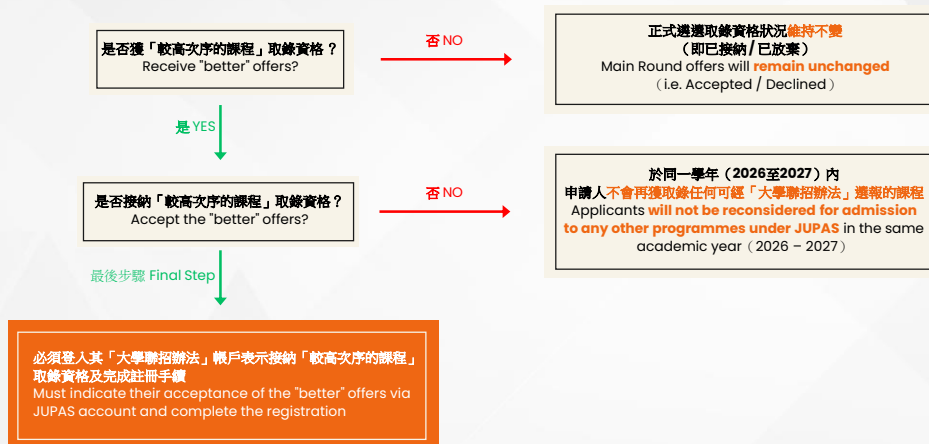 是否獲「較高次序的課程」取錄資格？
Receive "better" offers?
否 NO
正式遴選取錄資格狀況維持不變
（即已接納 / 已放棄）
Main Round offers will remain unchanged
（i.e. Accepted / Declined）
是 YES
是否接納「較高次序的課程」取錄資格？
Accept the "better" offers?
否 NO
於同一學年（2026至2027）內
申請人不會再獲取錄任何可經「大學聯招辦法」選報的課程
Applicants will not be reconsidered for admission
to any other programmes under JUPAS in the same
academic year（2026 – 2027）
最後步驟 Final Step
必須登入其「大學聯招辦法」帳戶表示接納「較高次序的課程」
取錄資格及完成註冊手續
Must indicate their acceptance of the "better" offers via
JUPAS account and complete the registration